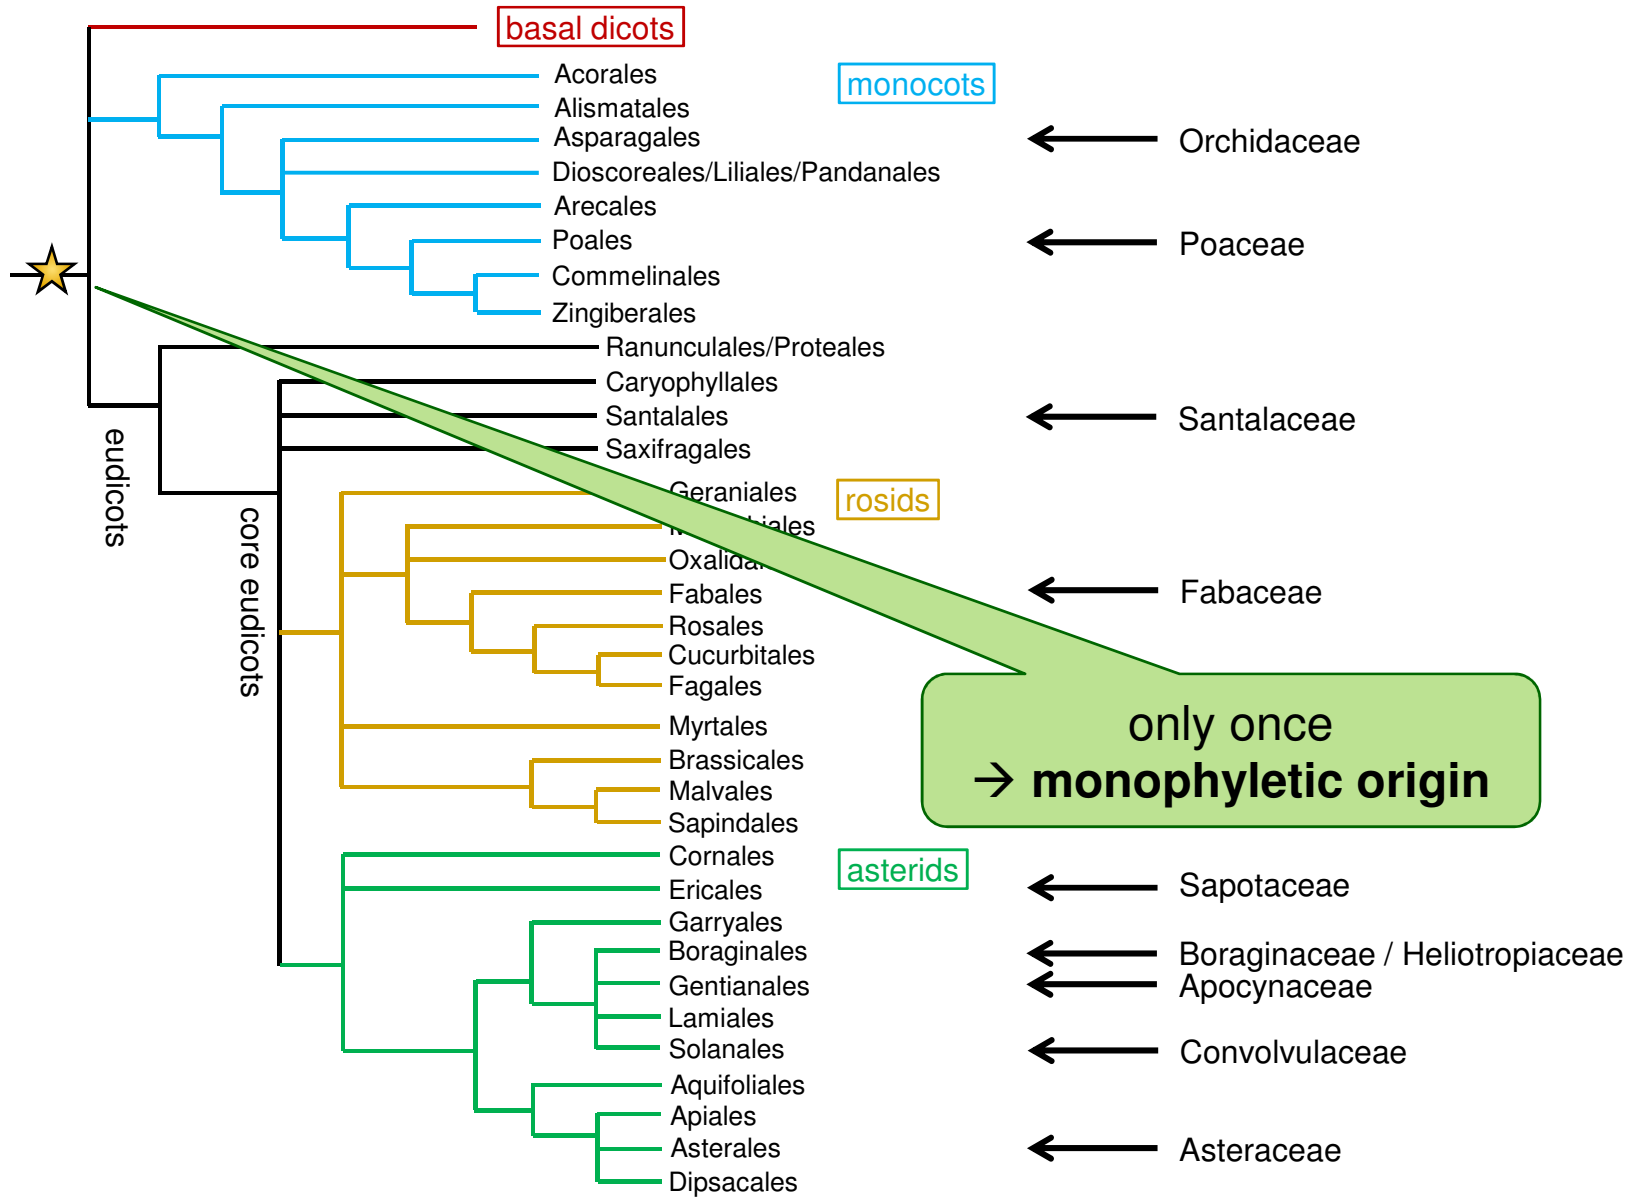 basal dicots
Acorales
monocots
Alismatales
Asparagales
Orchidaceae
Dioscoreales/Liliales/Pandanales
Arecales
Poales
Poaceae
Commelinales
Zingiberales
Ranunculales/Proteales
Caryophyllales
Santalales
Santalaceae
Saxifragales
eudicots
core eudicots
Geraniales
rosids
Fabales
Fabaceae
Rosales
Cucurbitales
Fagales
only once
→ monophyletic origin
Myrtales
Brassicales
Malvales
Sapindales
Cornales
asterids
Ericales
Sapotaceae
Garryales
Boraginales
Boraginaceae / Heliotropiaceae
Gentianales
Apocynaceae
Lamiales
Solanales
Convolvulaceae
Aquifoliales
Apiales
Asterales
Asteraceae
Dipsacales